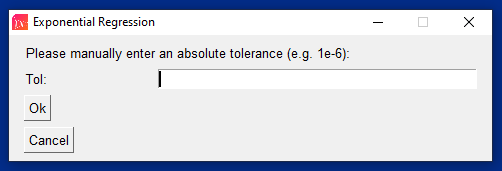 Exponential Regression
Please manually enter an absolute tolerance (e.g. 1e-6):
Tol:
Ok
Cancel